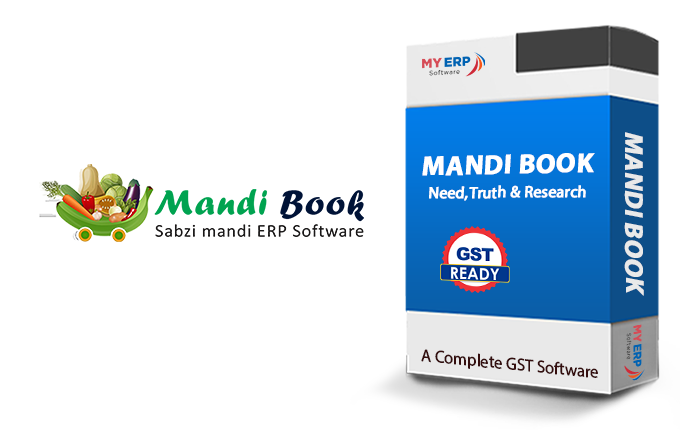 Mandi Book
Sabzi mandi ERP Software
MY ERP
Software
MANDI BOOK
Need,Truth & Research
GST
READY
A Complete GST Software
MANDI BOOK
MY ERP
Software